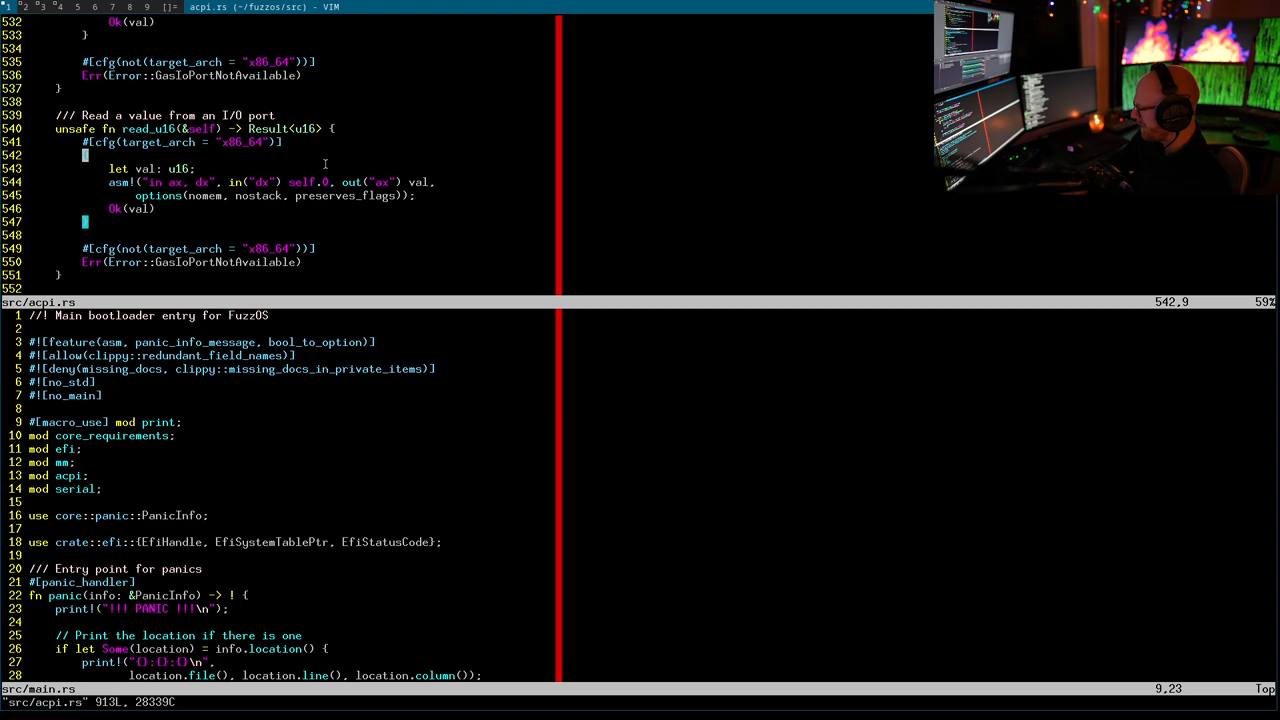 1 2 3 4 5 6 7 8 9 []= acpi.rs (~/fuzzos/src) - VIM
532             Ok(val)
533         }
534
535         #[cfg(not(target_arch = "x86_64"))]
536         Err(Error::GasIoPortNotAvailable)
537     }
538
539     /// Read a value from an I/O port
540     unsafe fn read_u16(&self) -> Result<u16> {
541         #[cfg(target_arch = "x86_64")]
542         {
543             let val: u16;
544             asm!("in ax, dx", in("dx") self.0, out("ax") val,
545                 options(nomem, nostack, preserves_flags));
546             Ok(val)
547         }
548
549         #[cfg(not(target_arch = "x86_64"))]
550         Err(Error::GasIoPortNotAvailable)
551     }
552
src/acpi.rs 542,9 59%
1 //! Main bootloader entry for FuzzOS
2
3 #![feature(asm, panic_info_message, bool_to_option)]
4 #![allow(clippy::redundant_field_names)]
5 #![deny(missing_docs, clippy::missing_docs_in_private_items)]
6 #![no_std]
7 #![no_main]
8
9 #[macro_use] mod print;
10 mod core_requirements;
11 mod efi;
12 mod mm;
13 mod acpi;
14 mod serial;
15
16 use core::panic::PanicInfo;
17
18 use crate::efi::{EfiHandle, EfiSystemTablePtr, EfiStatusCode};
19
20 /// Entry point for panics
21 #[panic_handler]
22 fn panic(info: &PanicInfo) -> ! {
23     print!("!!! PANIC !!!\n");
24
25     // Print the location if there is one
26     if let Some(location) = info.location() {
27         print!("{}:{}:{}\n",
28                location.file(), location.line(), location.column());
src/main.rs 9,23 Top
"src/acpi.rs" 913L, 28339C